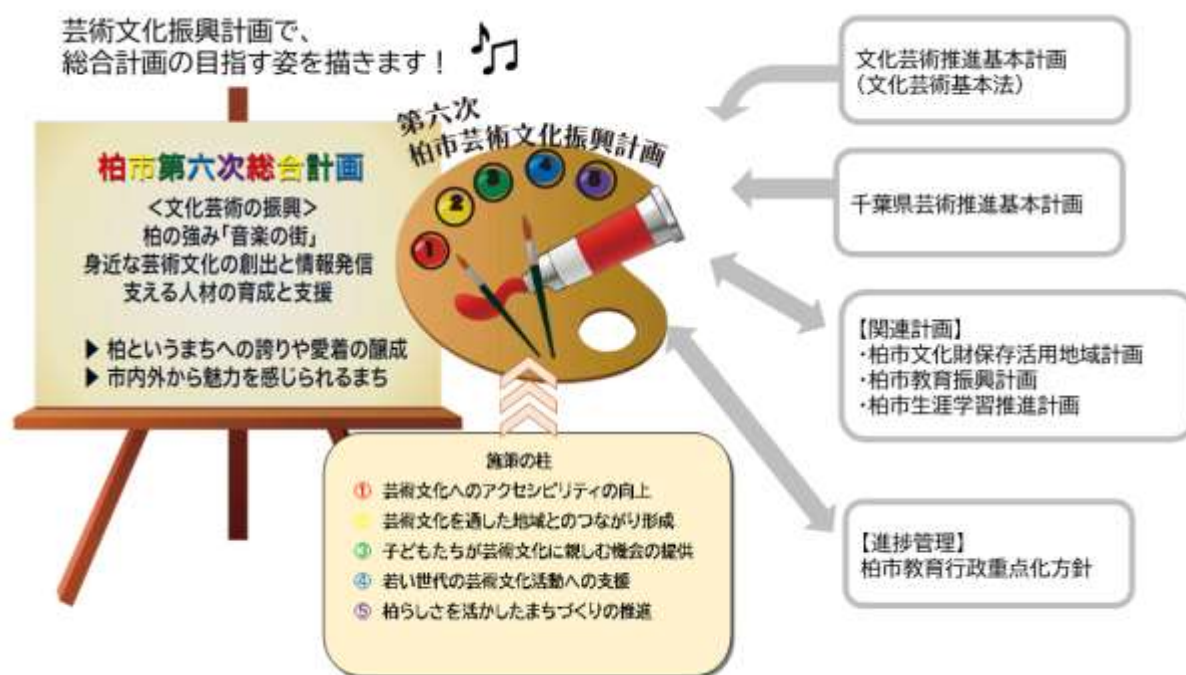 芸術文化振興計画で、
総合計画の目指す姿を描きます！
柏市第六次総合計画
＜文化芸術の振興＞
柏の強み「音楽の街」
身近な芸術文化の創出と情報発信
支える人材の育成と支援
▶ 柏というまちへの誇りや愛着の醸成
▶ 市内外から魅力を感じられるまち
第六次
柏市芸術文化振興計画
1
2
3
4
5
施策の柱
① 芸術文化へのアクセシビリティの向上
② 芸術文化を通した地域とのつながり形成
③ 子どもたちが芸術文化に親しむ機会の提供
④ 若い世代の芸術文化活動への支援
⑤ 柏らしさを活かしたまちづくりの推進
文化芸術推進基本計画
（文化芸術基本法）
千葉県芸術推進基本計画
【関連計画】
・柏市文化財保存活用地域計画
・柏市教育振興計画
・柏市生涯学習推進計画
【進捗管理】
柏市教育行政重点化方針